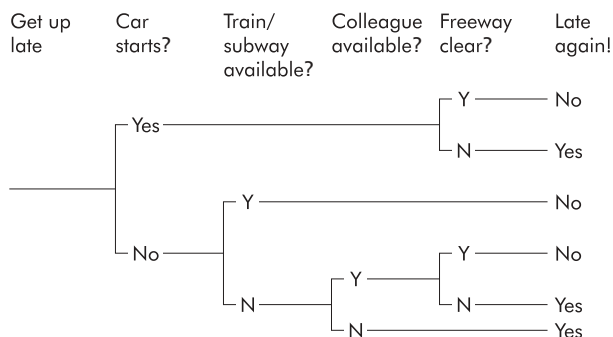 Get up late
Car starts?
Train/ subway available?
Colleague available?
Freeway clear?
Late again!
Y No
Yes
N Yes
Y No
No
Y No
Y
N
N Yes
N Yes